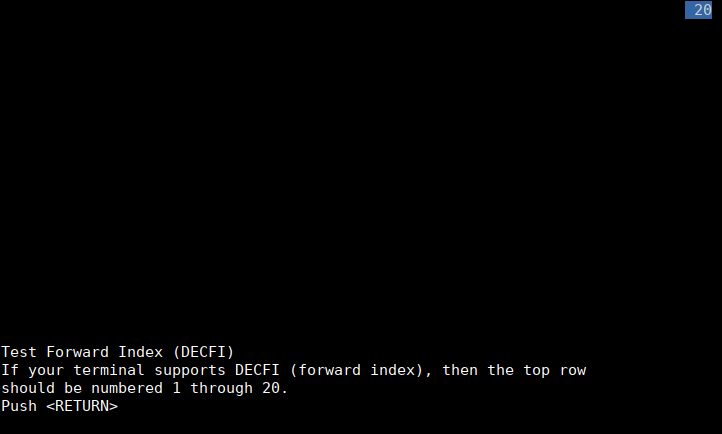 20
Test Forward Index (DECFI)
If your terminal supports DECFI (forward index), then the top row
should be numbered 1 through 20.
Push <RETURN>